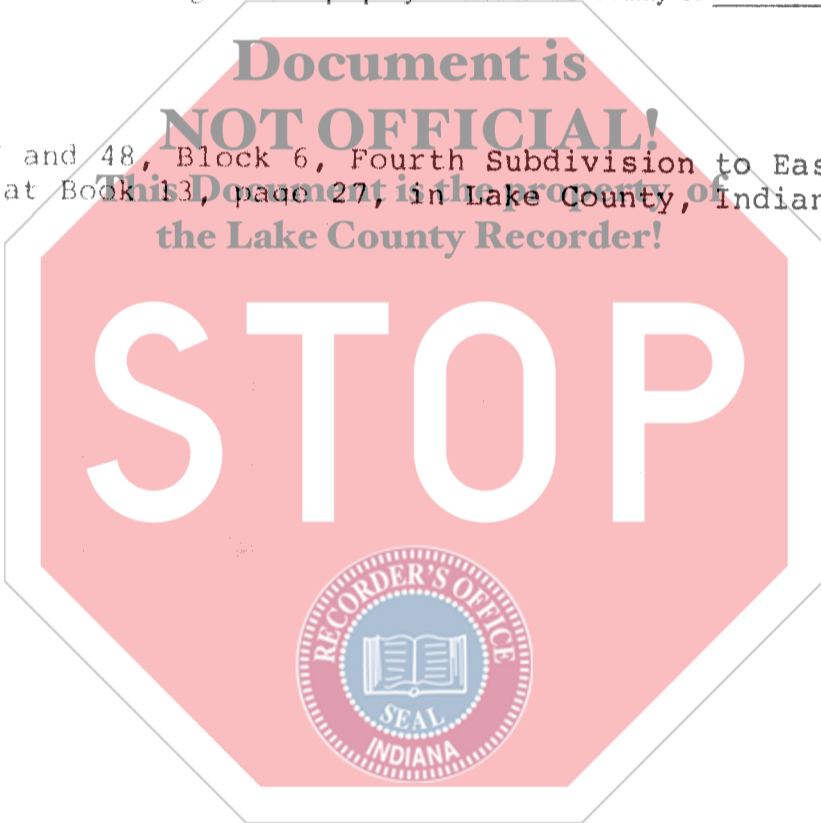 Document is
NOT OFFICIAL!
and 48, Block 6, Fourth Subdivision to Eas
This Document is the property of
at Book 13, page 27, in Lake County, Indian
the Lake County Recorder!
STOP
RECORDER'S OFFICE
SEAL
INDIANA